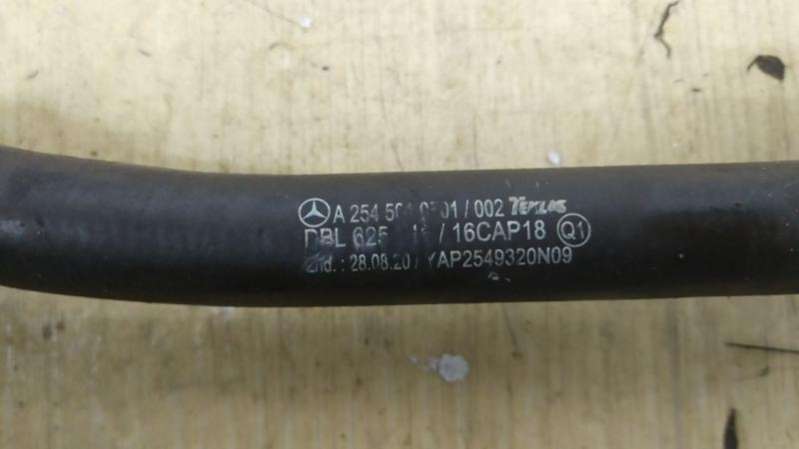 A 254 / 002 TEKLAS
DBL / 16CAP18 Q1
28.08.20 / YAP2549320N09